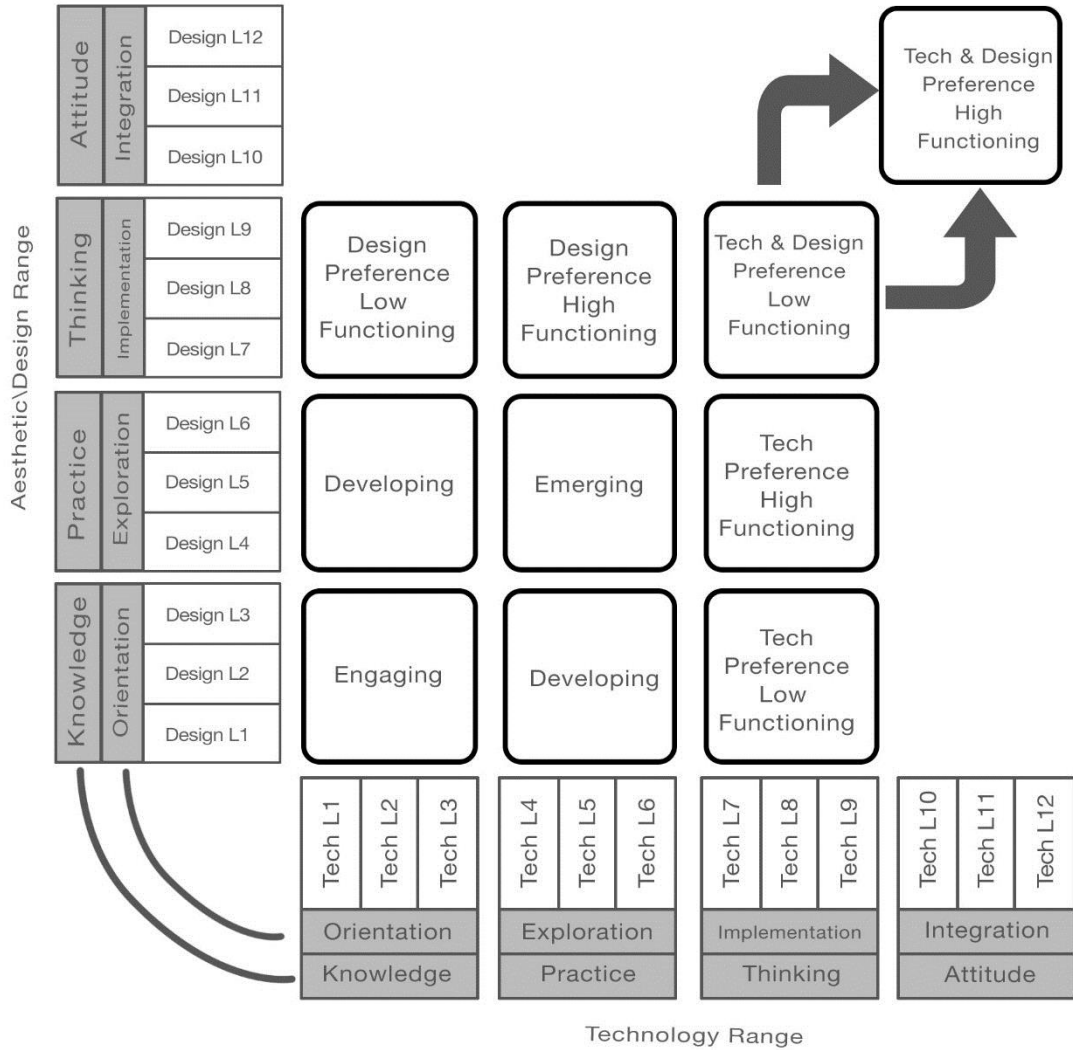 Aesthetic\Design Range
Attitude
Integration
Design L12
Design L11
Design L10
Tech & Design
Preference
High
Functioning
Thinking
Implementation
Design L9
Design L8
Design L7
Design
Preference
Low
Functioning
Design
Preference
High
Functioning
Tech & Design
Preference
Low
Functioning
Practice
Exploration
Design L6
Design L5
Design L4
Developing
Emerging
Tech
Preference
High
Functioning
Knowledge
Orientation
Design L3
Design L2
Design L1
Engaging
Developing
Tech
Preference
Low
Functioning
Tech L1
Tech L2
Tech L3
Tech L4
Tech L5
Tech L6
Tech L7
Tech L8
Tech L9
Tech L10
Tech L11
Tech L12
Orientation
Exploration
Implementation
Integration
Knowledge
Practice
Thinking
Attitude
Technology Range